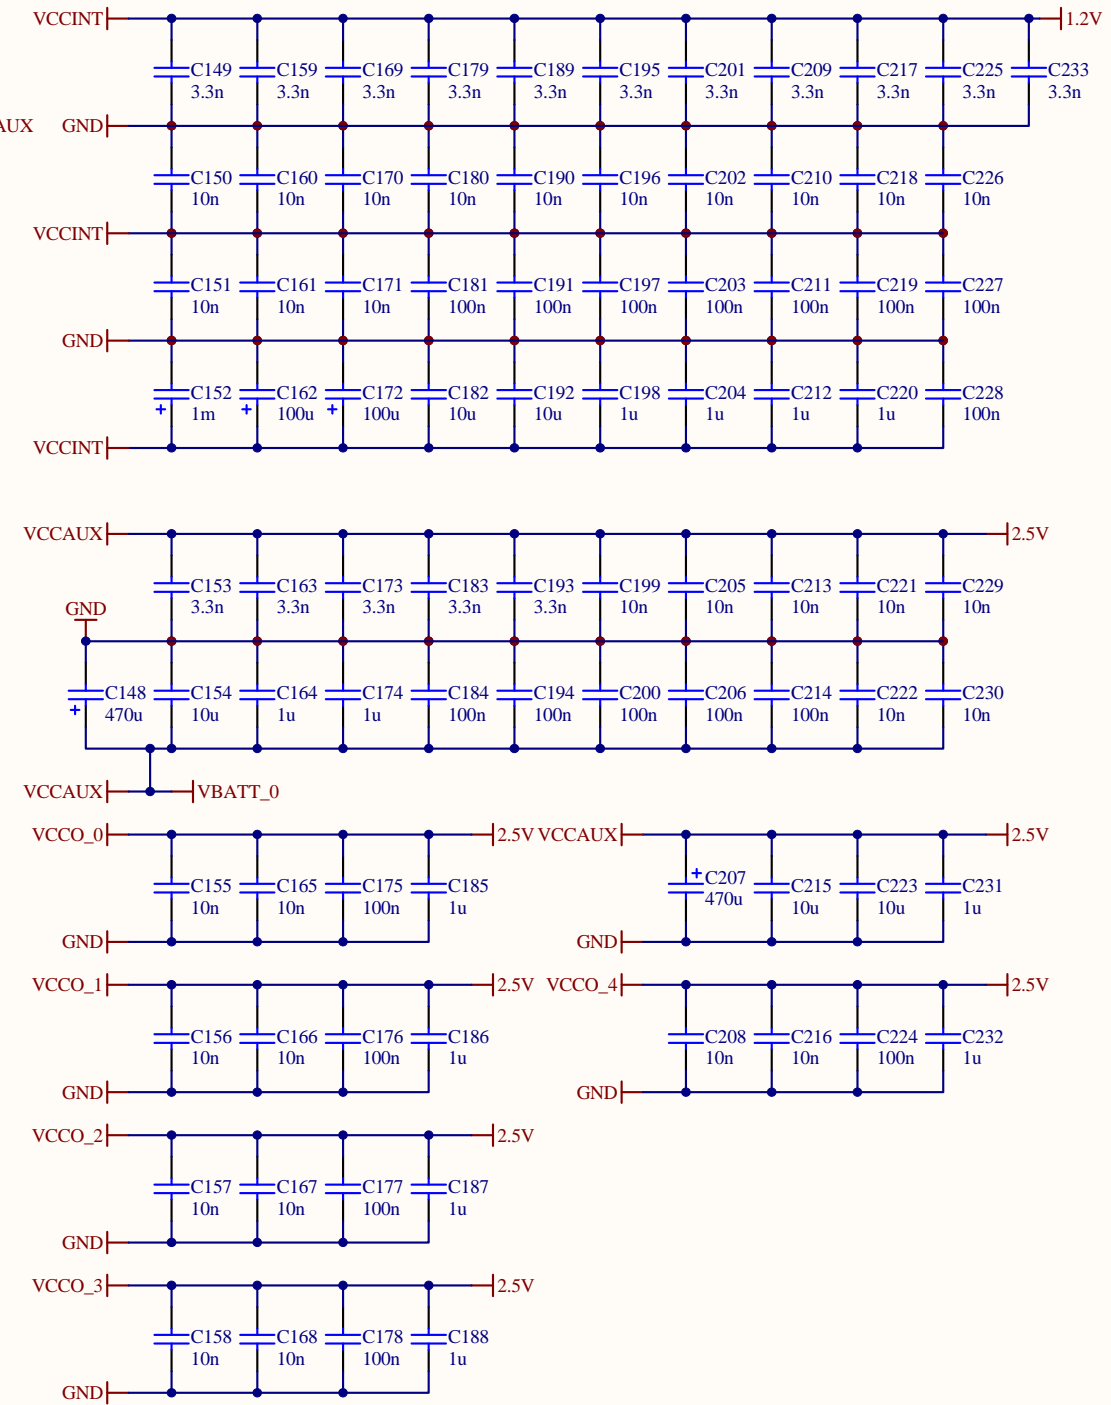 VCCINT 1.2V
C149 C159 C169 C179 C189 C195 C201 C209 C217 C225 C233
3.3n 3.3n 3.3n 3.3n 3.3n 3.3n 3.3n 3.3n 3.3n 3.3n 3.3n
AUX GND
C150 C160 C170 C180 C190 C196 C202 C210 C218 C226
10n 10n 10n 10n 10n 10n 10n 10n 10n 10n
VCCINT
C151 C161 C171 C181 C191 C197 C203 C211 C219 C227
10n 10n 10n 100n 100n 100n 100n 100n 100n 100n
GND
C152 C162 C172 C182 C192 C198 C204 C212 C220 C228
+ 1m + 100u + 100u 10u 10u 1u 1u 1u 1u 100n
VCCINT
VCCAUX 2.5V
C153 C163 C173 C183 C193 C199 C205 C213 C221 C229
3.3n 3.3n 3.3n 3.3n 3.3n 10n 10n 10n 10n 10n
GND
C148 C154 C164 C174 C184 C194 C200 C206 C214 C222 C230
+ 470u 10u 1u 1u 100n 100n 100n 100n 100n 10n 10n
VCCAUX VBATT_0
VCCO_0 2.5V VCCAUX 2.5V
C155 C165 C175 C185 + C207 C215 C223 C231
10n 10n 100n 1u 470u 10u 10u 1u
GND GND
VCCO_1 2.5V VCCO_4 2.5V
C156 C166 C176 C186 C208 C216 C224 C232
10n 10n 100n 1u 10n 10n 100n 1u
GND GND
VCCO_2 2.5V
C157 C167 C177 C187
10n 10n 100n 1u
GND
VCCO_3 2.5V
C158 C168 C178 C188
10n 10n 100n 1u
GND